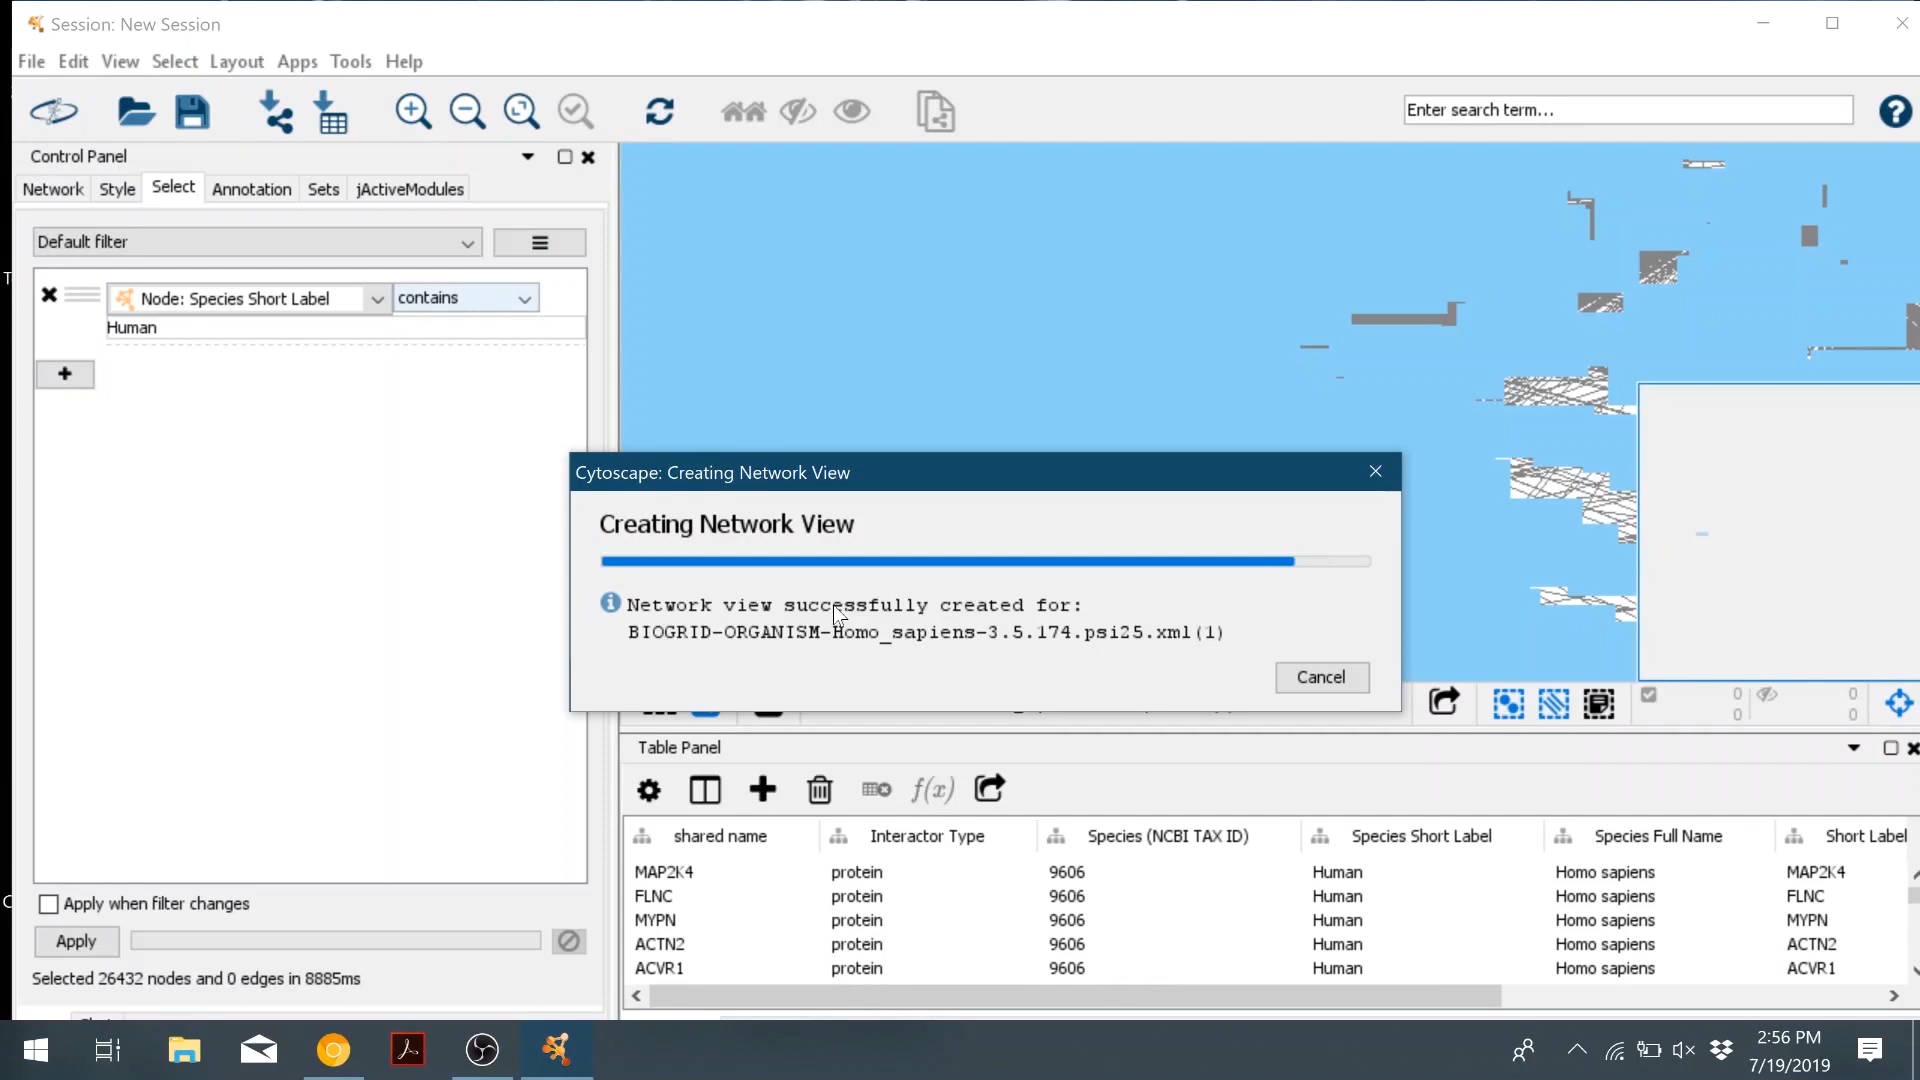 Session: New Session
File Edit View Select Layout Apps Tools Help
Enter search term...
?
Control Panel
Network Style Select Annotation Sets jActiveModules
Default filter
Node: Species Short Label contains
Human
+
Cytoscape: Creating Network View
Creating Network View
Network view successfully created for:
BIOGRID-ORGANISM-Homo_sapiens-3.5.174.psi25.xml(1)
Cancel
0 0
0 0
Table Panel
f(x)
shared name Interactor Type Species (NCBI TAX ID) Species Short Label Species Full Name Short Label
MAP2K4 protein 9606 Human Homo sapiens MAP2K4
FLNC protein 9606 Human Homo sapiens FLNC
MYPN protein 9606 Human Homo sapiens MYPN
ACTN2 protein 9606 Human Homo sapiens ACTN2
ACVR1 protein 9606 Human Homo sapiens ACVR1
Apply when filter changes
Apply
Selected 26432 nodes and 0 edges in 8885ms
2:56 PM
7/19/2019